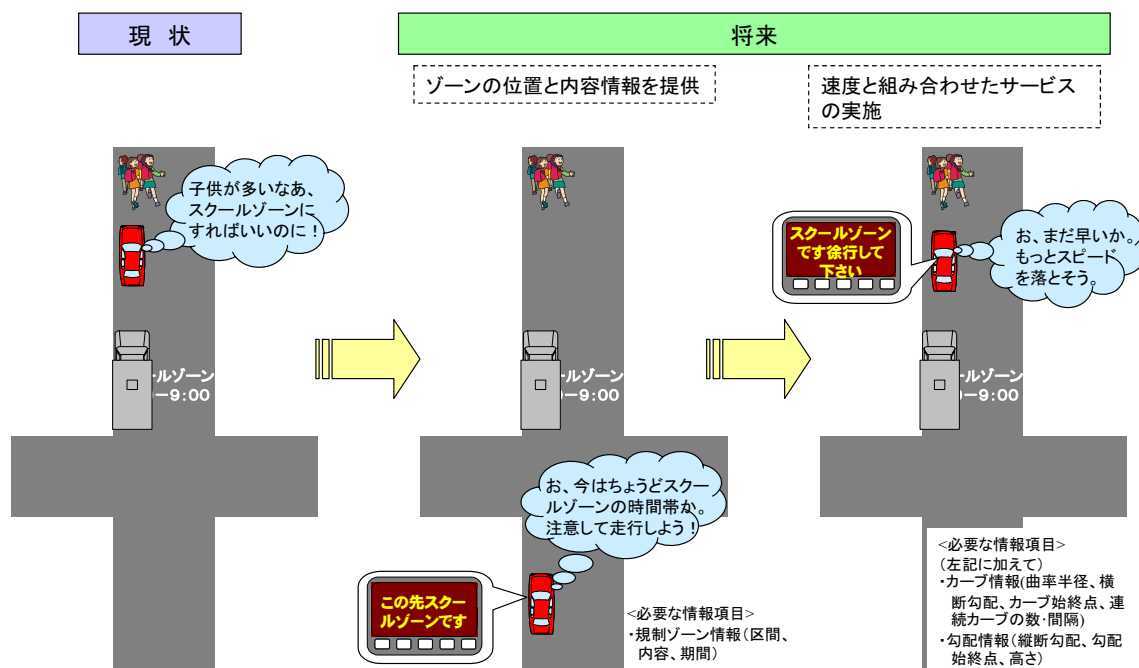 現 状
将来
ゾーンの位置と内容情報を提供
速度と組み合わせたサービス
の実施
子供が多いなあ、
スクールゾーンに
すればいいのに！
ールゾーン
－9:00
お、今はちょうどスクー
ルゾーンの時間帯か。
注意して走行しよう！
この先スクー
ルゾーンです
<必要な情報項目>
・規制ゾーン情報（区間、
内容、期間）
ールゾーン
－9:00
スクールゾーン
です徐行して
下さい
お、まだ早いか。
もっとスピード
を落とそう。
ールゾーン
－9:00
<必要な情報項目>
（左記に加えて）
・カーブ情報(曲率半径、横
断勾配、カーブ始終点、連
続カーブの数・間隔)
・勾配情報（縦断勾配、勾配
始終点、高さ）